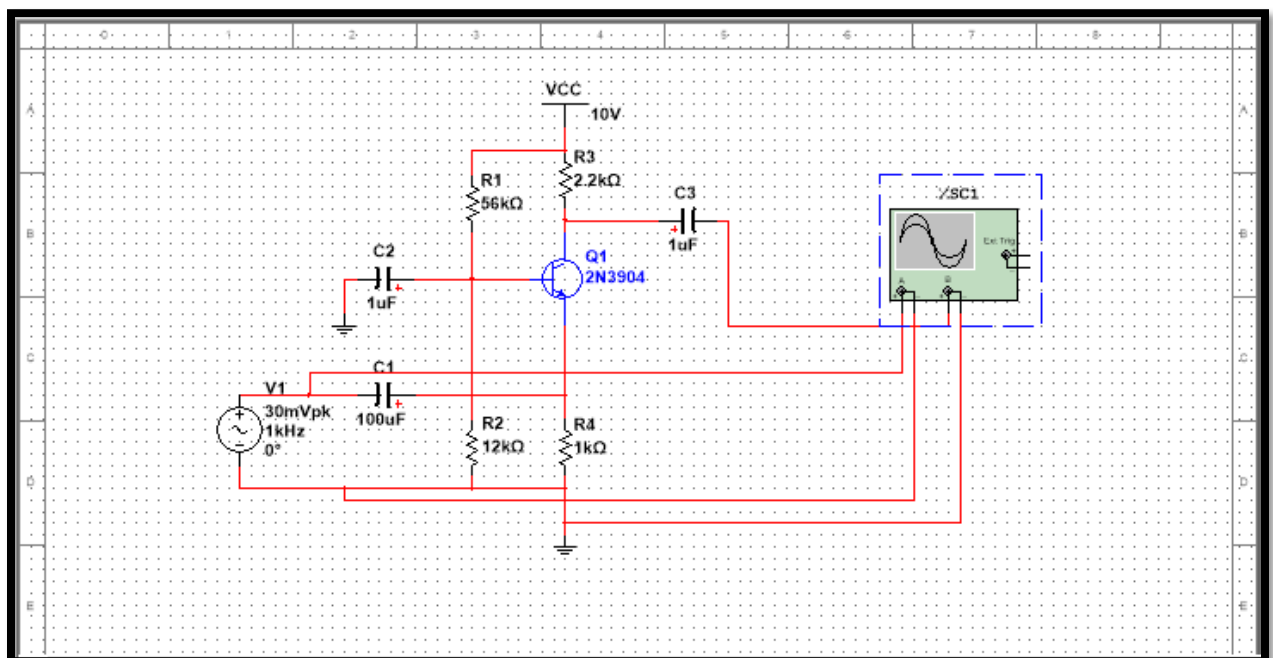 0 1 2 3 4 5 6 7 8
A A
VCC
10V
R3
2.2kΩ
R1
56kΩ
C3
1uF
XSC1
Ext Trig
A B
B B
C2
1uF
Q1
2N3904
C C
C1
100uF
V1
30mVpk
1kHz
0°
R2
12kΩ
R4
1kΩ
D D
E E